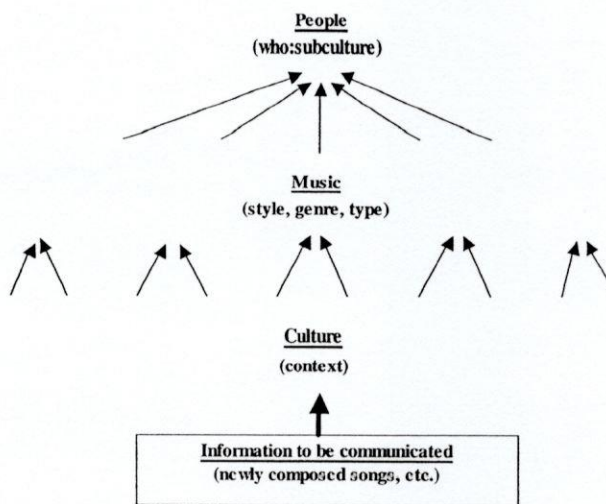 People
(who:subculture)
Music
(style, genre, type)
Culture
(context)
Information to be communicated
(newly composed songs, etc.)